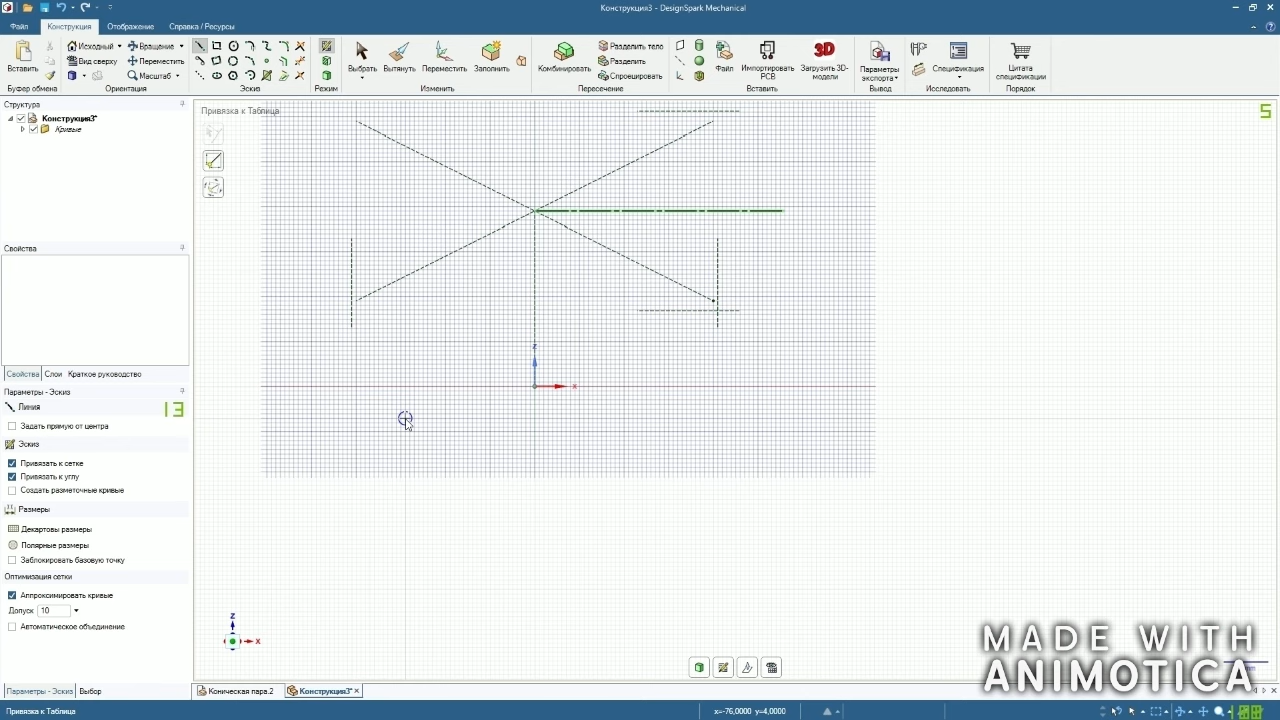 Конструкция3 - DesignSpark Mechanical
Файл Конструкция Отображение Справка / Ресурсы
Исходный Вращение Разделить тело
Вид сверху Переместить Разделить
Масштаб Спроецировать
Вставить Выбрать Вытянуть Переместить Заполнить Комбинировать Файл Импортировать PCB Загрузить 3D-модели Параметры экспорта Спецификация Цитата спецификации
3D
Буфер обмена Ориентация Эскиз Режим Изменить Пересечение Вставить Вывод Исследовать Порядок
Структура
Конструкция3*
Кривые
Привязка к Таблица
5
Свойства
Свойства Слои Краткое руководство
Параметры - Эскиз
Линия
13
Задать прямую от центра
Эскиз
Привязать к сетке
Привязать к углу
Создать разметочные кривые
Размеры
Декартовы размеры
Полярные размеры
Заблокировать базовую точку
Оптимизация сетки
Аппроксимировать кривые
Допуск 10
Автоматическое объединение
Z
X
Z
X
MADE WITH
ANIMOTICA
Параметры - Эскиз Выбор
Коническая пара.2 Конструкция3*
Привязка к Таблица
x=-76,0000 y=4,0000